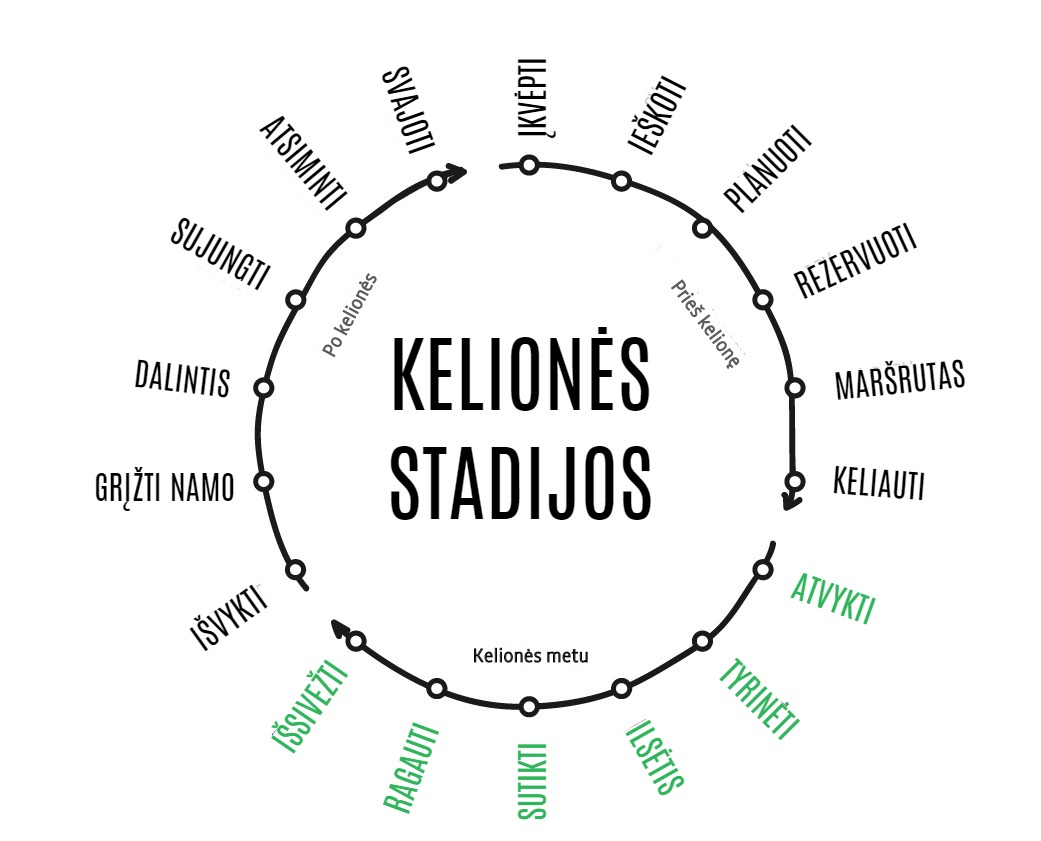 KELIONĖS
STADIJOS
Prieš kelionę
ĮKVĖPTI
IEŠKOTI
PLANUOTI
REZERVUOTI
MARŠRUTAS
KELIAUTI
Kelionės metu
ATVYKTI
TYRINĖTI
ILSĖTIS
SUTIKTI
RAGAUTI
IŠSIVEŽTI
Po kelionės
IŠVYKTI
GRĮŽTI NAMO
DALINTIS
SUJUNGTI
ATSIMINTI
SVAJOTI